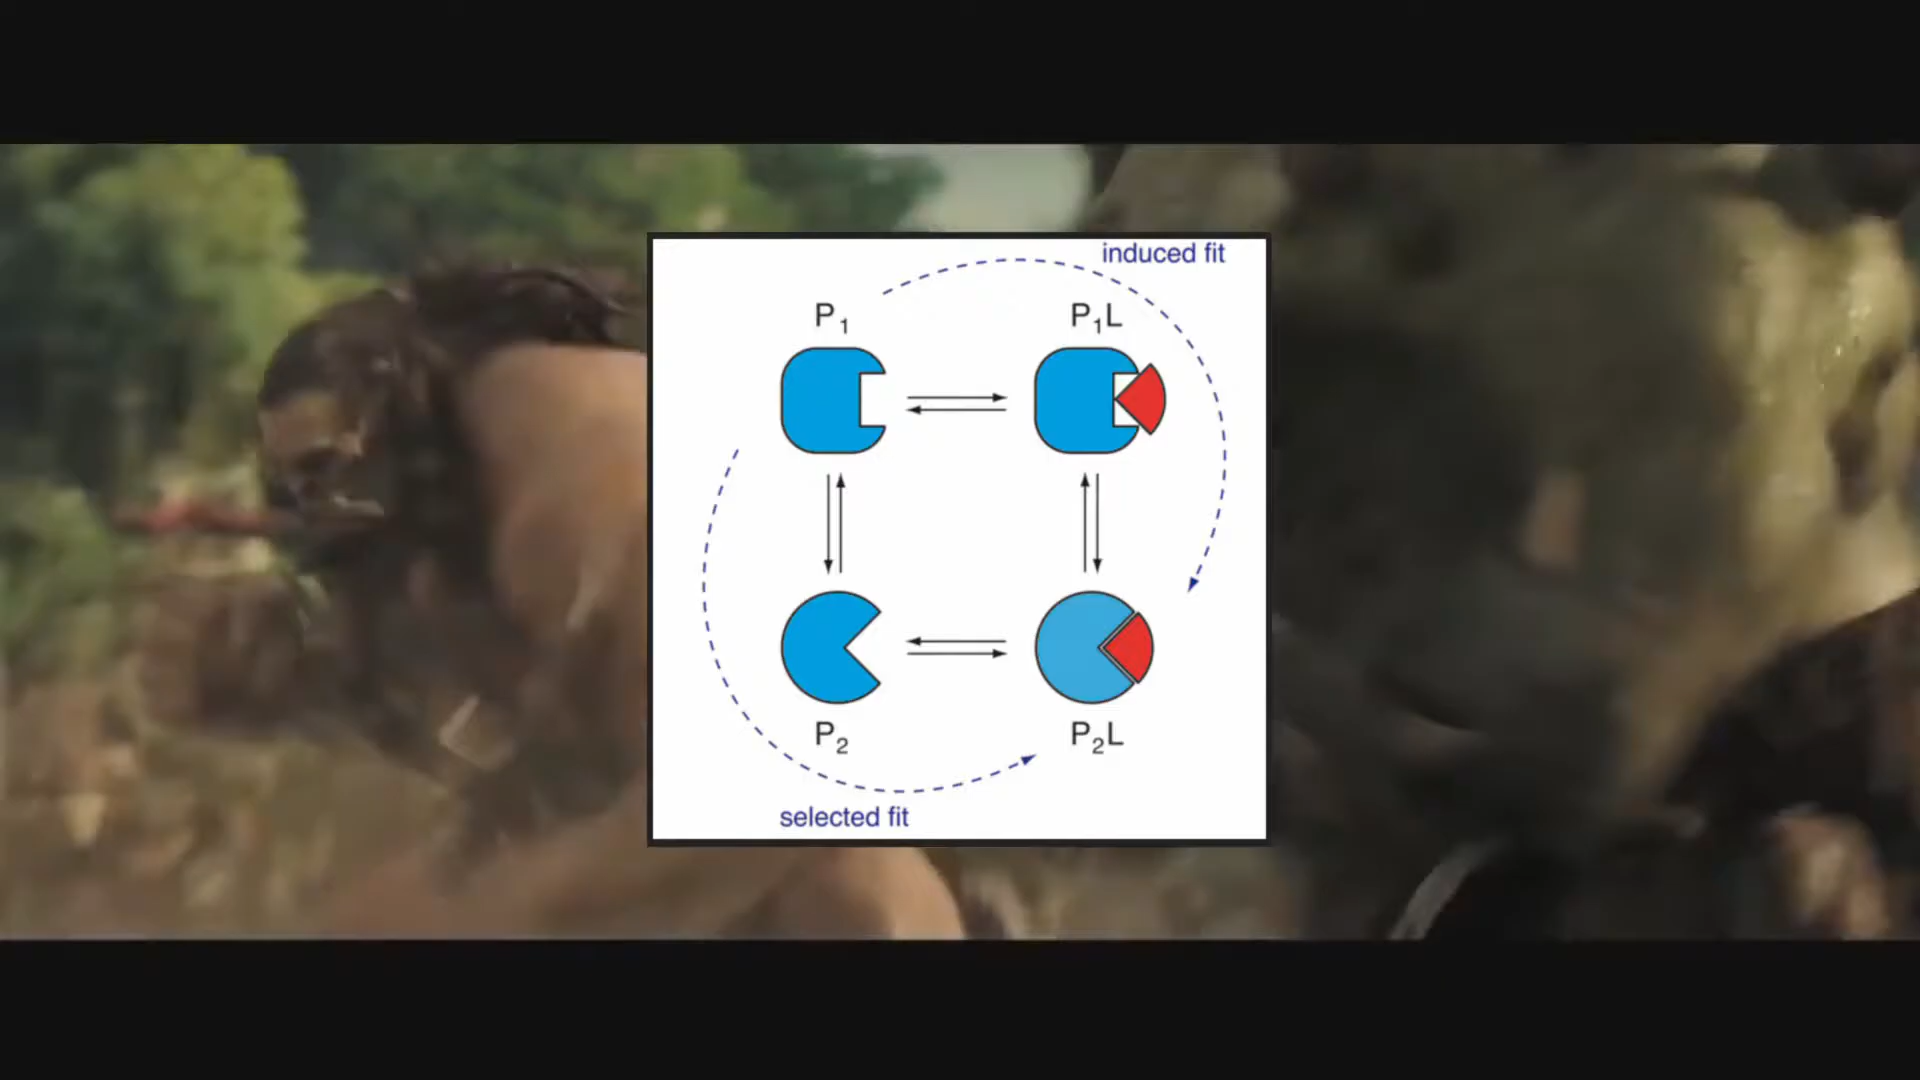 induced fit
P₁
P₁L
P₂
P₂L
selected fit